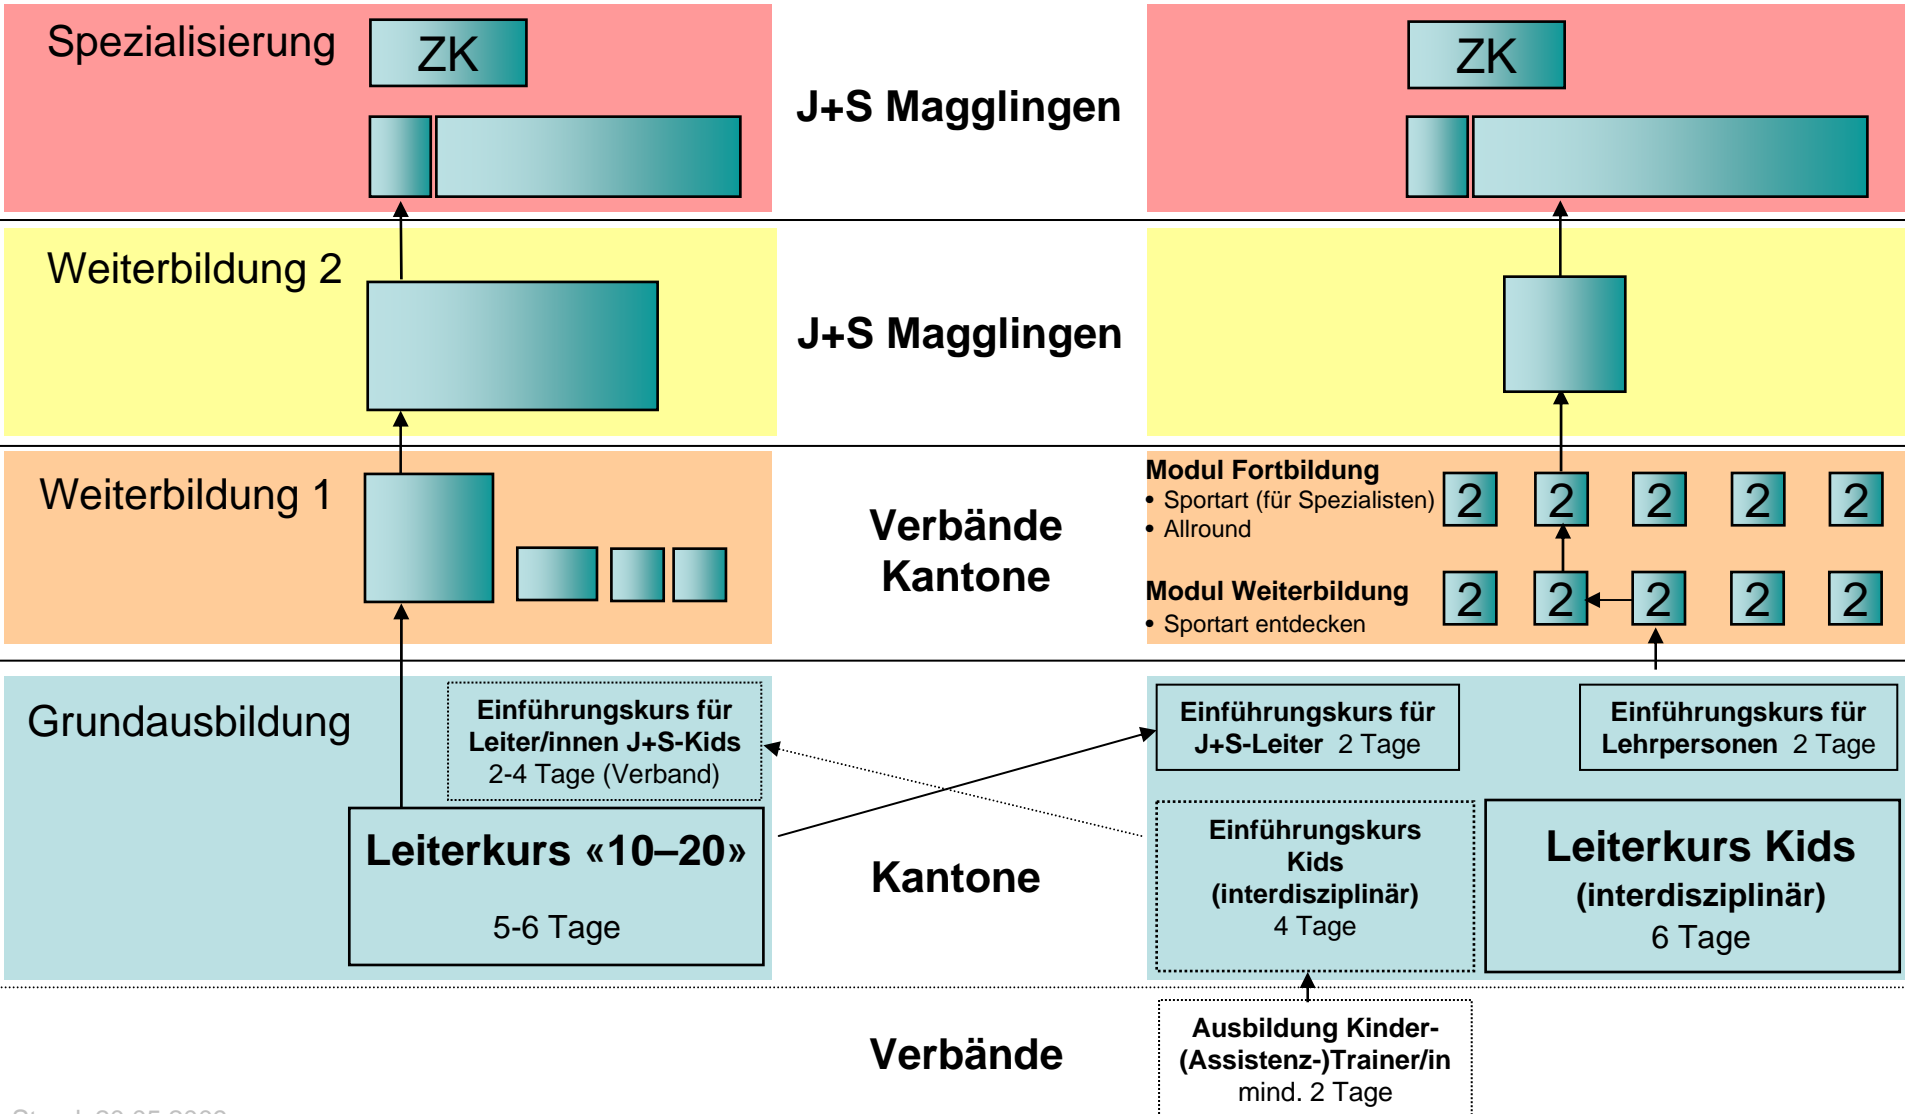 Spezialisierung
ZK
J+S Magglingen
ZK
Weiterbildung 2
J+S Magglingen
Weiterbildung 1
Verbände
Kantone
Modul Fortbildung
• Sportart (für Spezialisten)
• Allround
2 2 2 2 2
Modul Weiterbildung
• Sportart entdecken
2 2 2 2 2
Grundausbildung
Einführungskurs für
Leiter/innen J+S-Kids
2-4 Tage (Verband)
Leiterkurs «10–20»
5-6 Tage
Kantone
Einführungskurs für
J+S-Leiter 2 Tage
Einführungskurs für
Lehrpersonen 2 Tage
Einführungskurs
Kids
(interdisziplinär)
4 Tage
Leiterkurs Kids
(interdisziplinär)
6 Tage
Verbände
Ausbildung Kinder-
(Assistenz-)Trainer/in
mind. 2 Tage